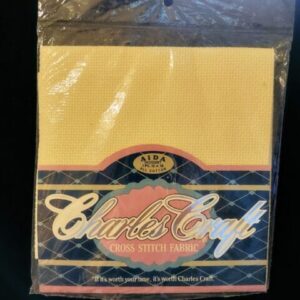 AIDA
ALL COTTON
Charles Craft
CROSS STITCH FABRIC
"If it's worth your time, it's worth Charles Craft."